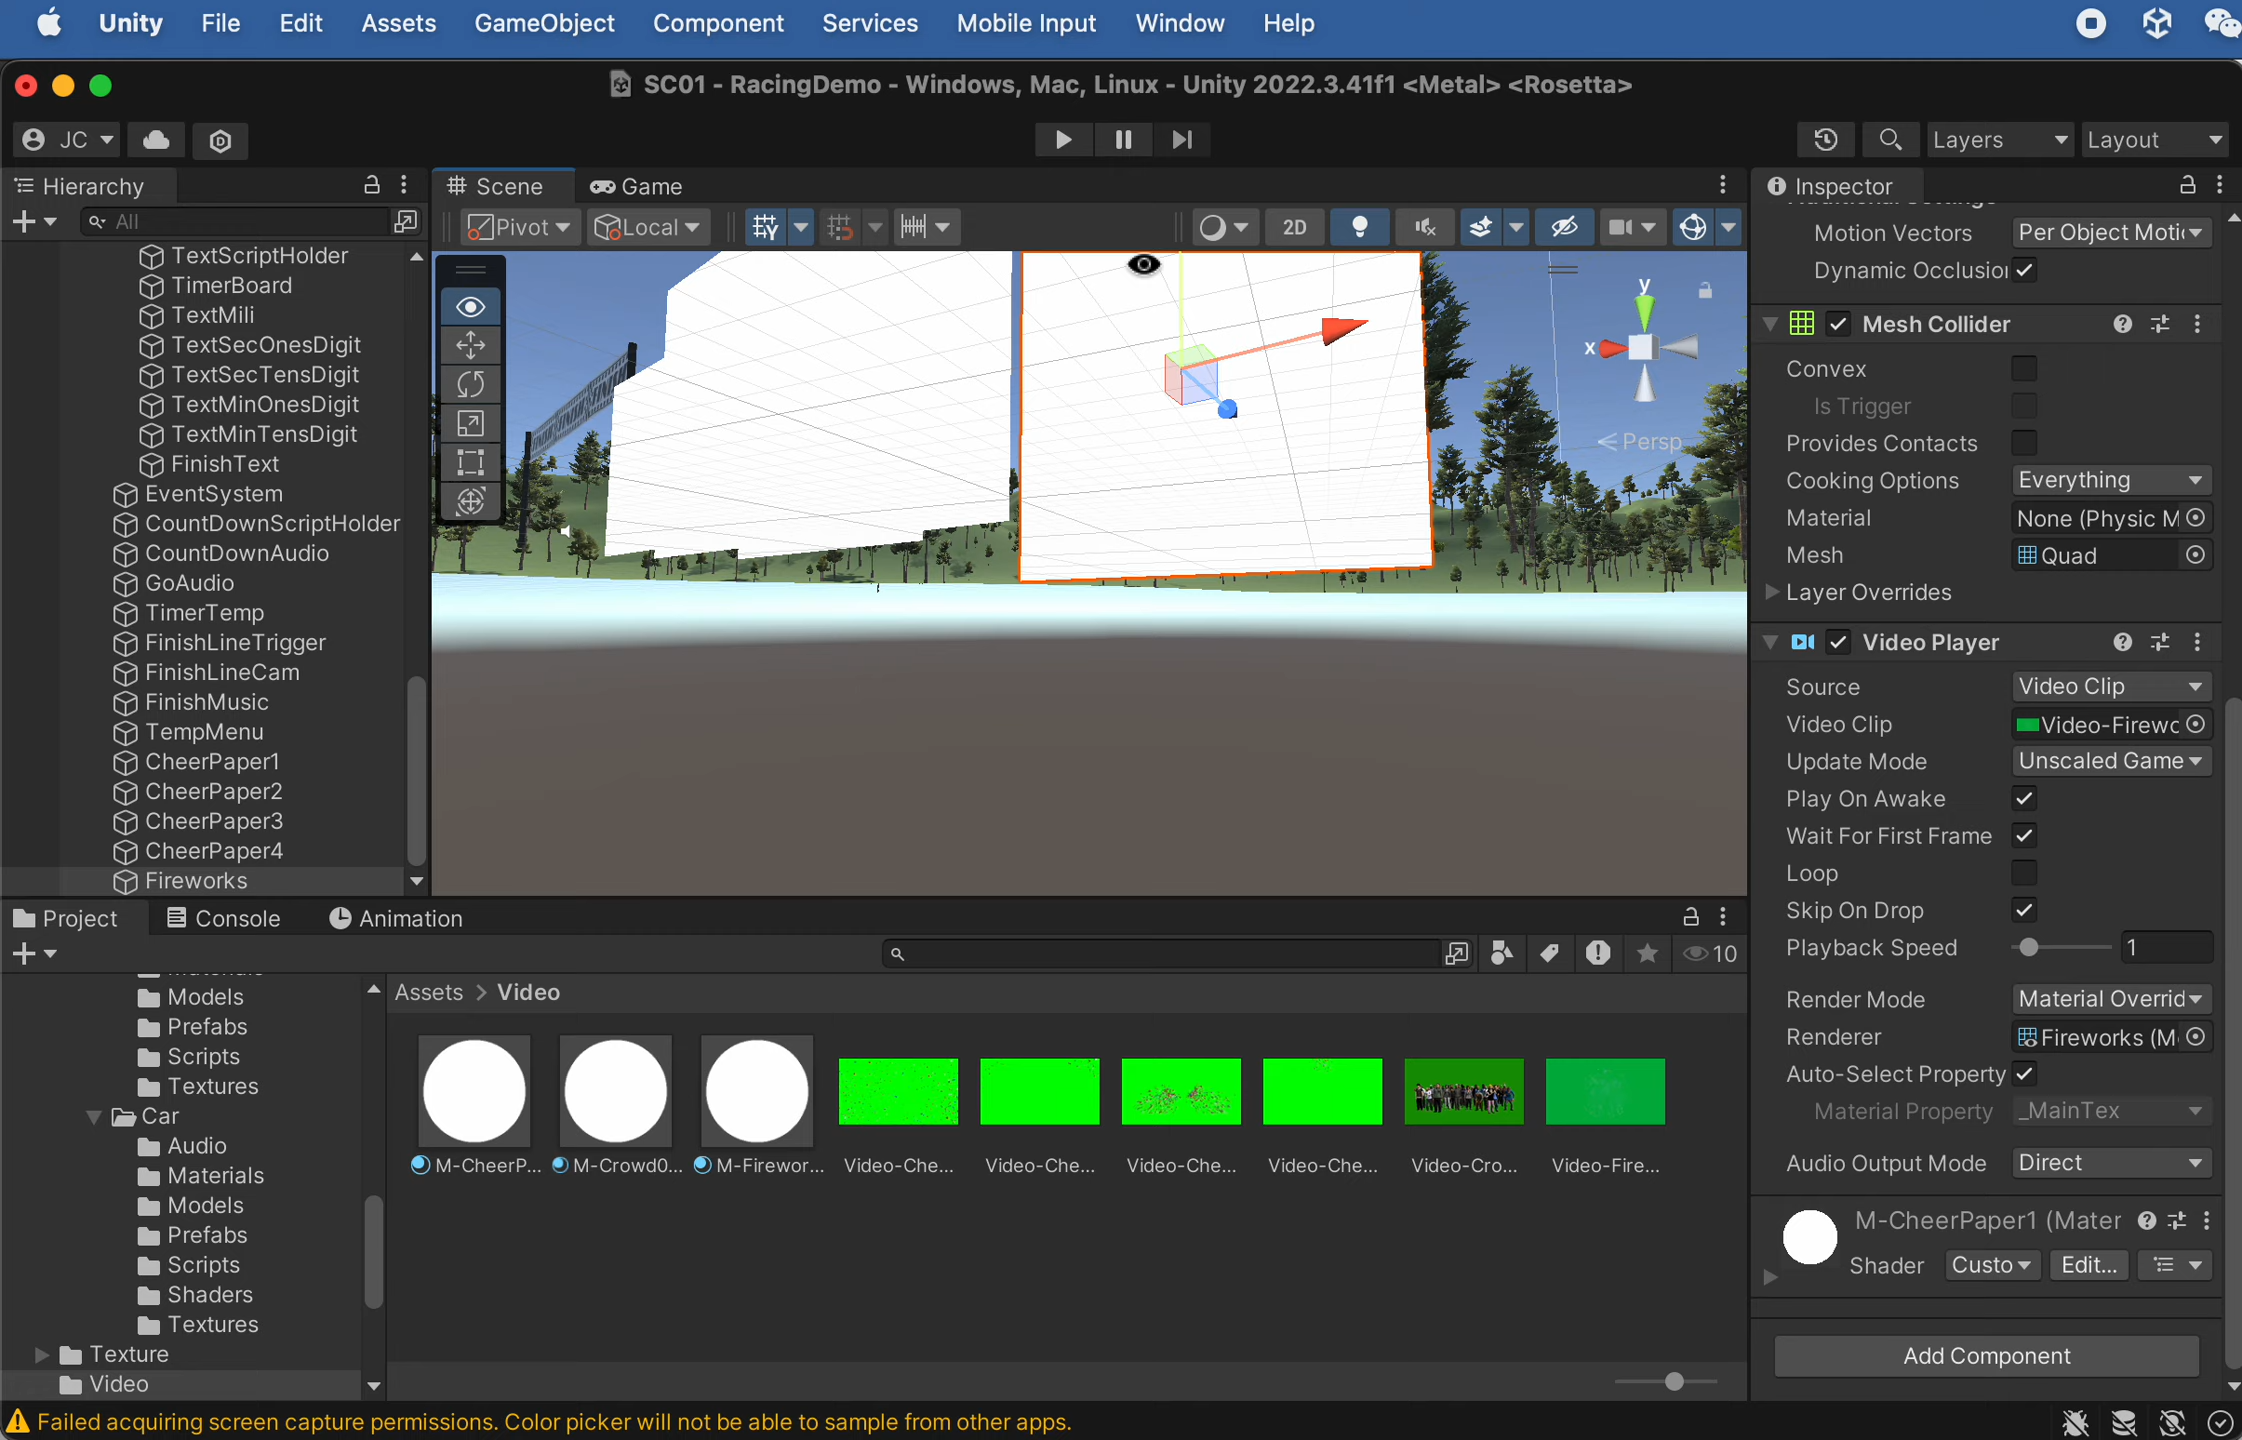 Unity File Edit Assets GameObject Component Services Mobile Input Window Help
SC01 - RacingDemo - Windows, Mac, Linux - Unity 2022.3.41f1 <Metal> <Rosetta>
JC
Layers
Layout
Hierarchy
All
TextScriptHolder
TimerBoard
TextMili
TextSecOnesDigit
TextSecTensDigit
TextMinOnesDigit
TextMinTensDigit
FinishText
EventSystem
CountDownScriptHolder
CountDownAudio
GoAudio
TimerTemp
FinishLineTrigger
FinishLineCam
FinishMusic
TempMenu
CheerPaper1
CheerPaper2
CheerPaper3
CheerPaper4
Fireworks
Scene
Game
Pivot
Local
2D
y
x
Persp
Inspector
Motion Vectors Per Object Moti
Dynamic Occlusion
Mesh Collider
Convex
Is Trigger
Provides Contacts
Cooking Options Everything
Material None (Physic M
Mesh Quad
Layer Overrides
Video Player
Source Video Clip
Video Clip Video-Firewo
Update Mode Unscaled Game
Play On Awake
Wait For First Frame
Loop
Skip On Drop
Playback Speed 1
Render Mode Material Overrid
Renderer Fireworks (M
Auto-Select Property
Material Property _MainTex
Audio Output Mode Direct
M-CheerPaper1 (Mater
Shader Custo Edit...
Add Component
Project
Console
Animation
10
Models
Prefabs
Scripts
Textures
Car
Audio
Materials
Models
Prefabs
Scripts
Shaders
Textures
Texture
Video
Assets > Video
M-CheerP...
M-Crowd0...
M-Firewor...
Video-Che...
Video-Che...
Video-Che...
Video-Che...
Video-Cro...
Video-Fire...
Failed acquiring screen capture permissions. Color picker will not be able to sample from other apps.